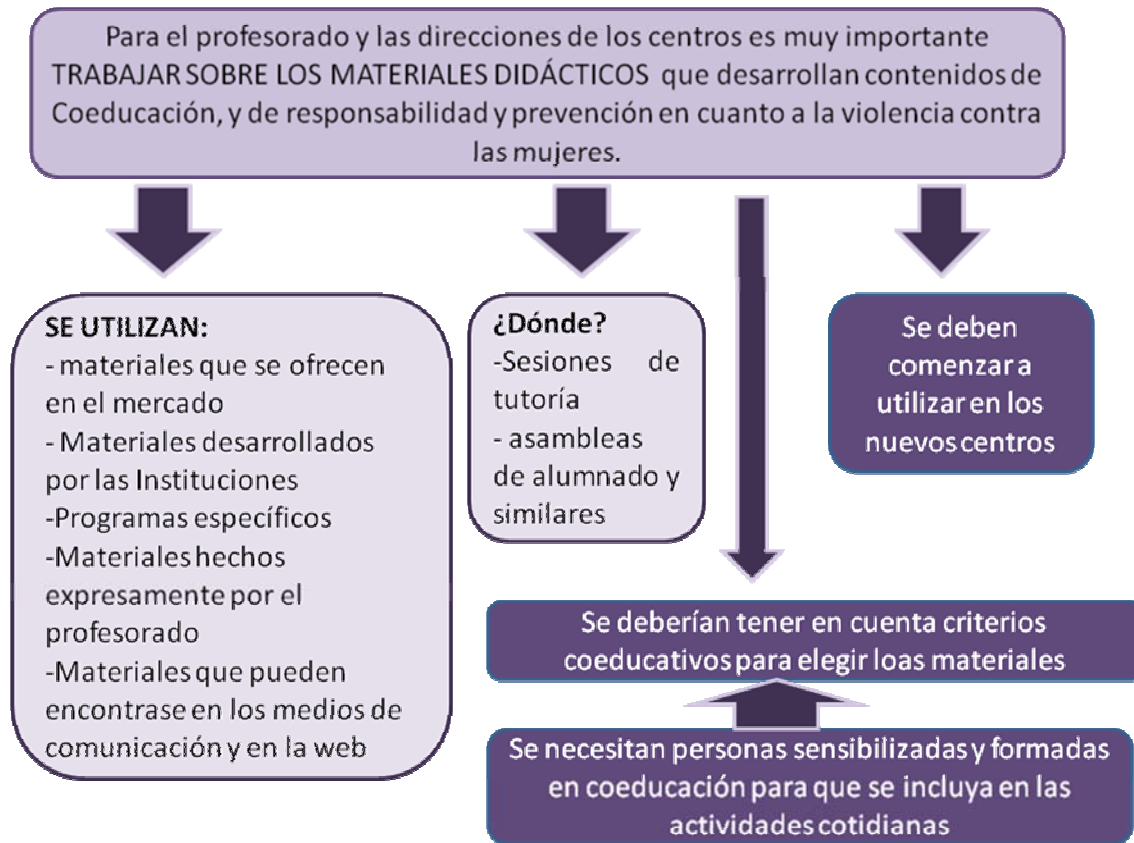 Para el profesorado y las direcciones de los centros es muy importante
TRABAJAR SOBRE LOS MATERIALES DIDÁCTICOS que desarrollan contenidos de
Coeducación, y de responsabilidad y prevención en cuanto a la violencia contra
las mujeres.
SE UTILIZAN:
- materiales que se ofrecen
en el mercado
- Materiales desarrollados
por las Instituciones
-Programas específicos
-Materiales hechos
expresamente por el
profesorado
-Materiales que pueden
encontrase en los medios de
comunicación y en la web
¿Dónde?
-Sesiones de
tutoría
- asambleas
de alumnado y
similares
Se deben
comenzar a
utilizar en los
nuevos centros
Se deberían tener en cuenta criterios
coeducativos para elegir loas materiales
Se necesitan personas sensibilizadas y formadas
en coeducación para que se incluya en las
actividades cotidianas